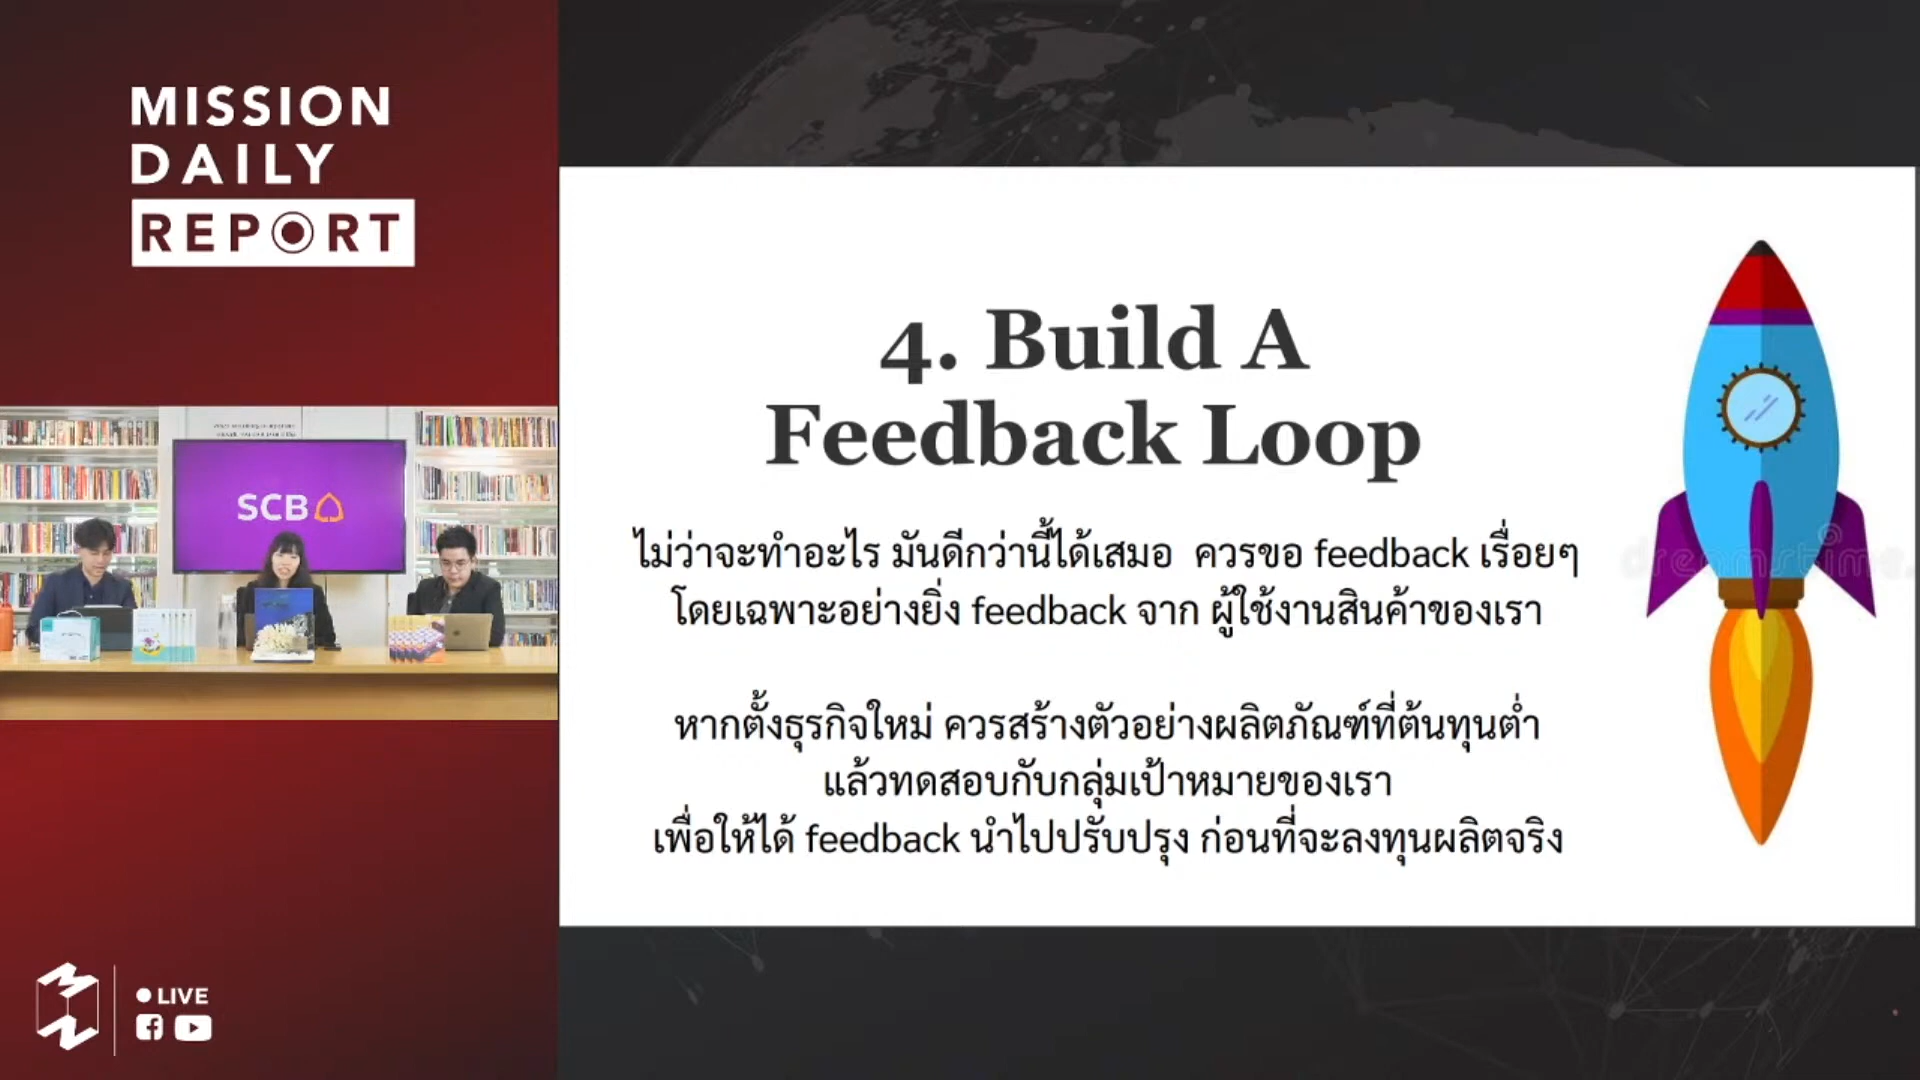 MISSION
DAILY
REPORT
SCB
LIVE
4. Build A
Feedback Loop
ไม่ว่าจะทำอะไร มันดีกว่านี้ได้เสมอ ควรขอ feedback เรื่อยๆ
โดยเฉพาะอย่างยิ่ง feedback จาก ผู้ใช้งานสินค้าของเรา
หากตั้งธุรกิจใหม่ ควรสร้างตัวอย่างผลิตภัณฑ์ที่ต้นทุนต่ำ
แล้วทดสอบกับกลุ่มเป้าหมายของเรา
เพื่อให้ได้ feedback นำไปปรับปรุง ก่อนที่จะลงทุนผลิตจริง
dreamstime.